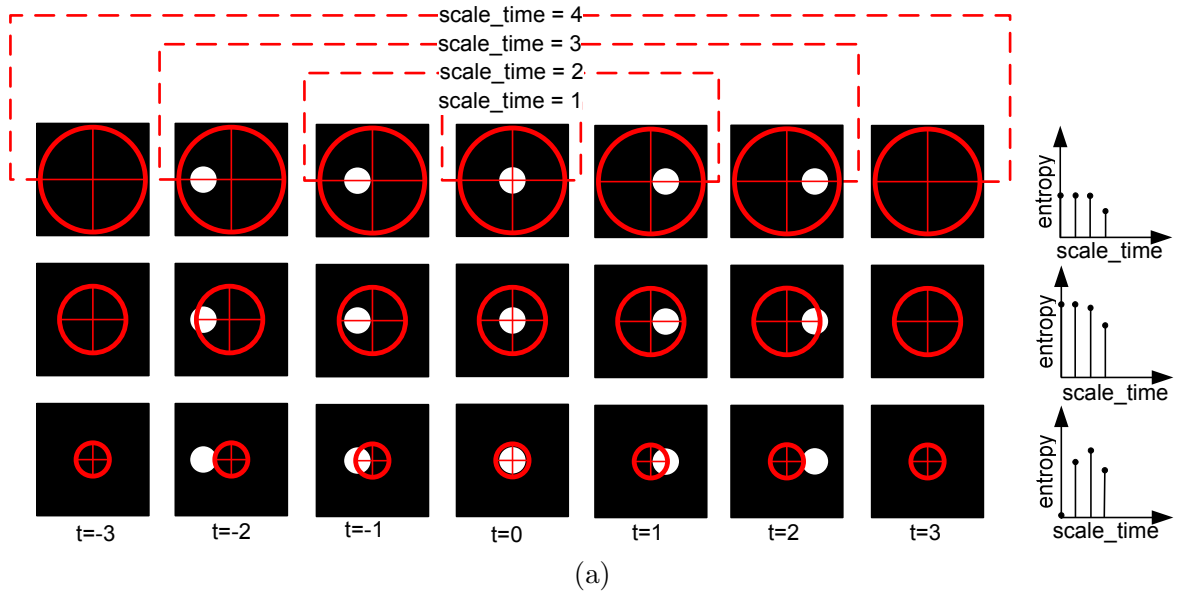 scale_time = 4
scale_time = 3
scale_time = 2
scale_time = 1
entropy
scale_time
entropy
scale_time
entropy
scale_time
t=-3 t=-2 t=-1 t=0 t=1 t=2 t=3
(a)